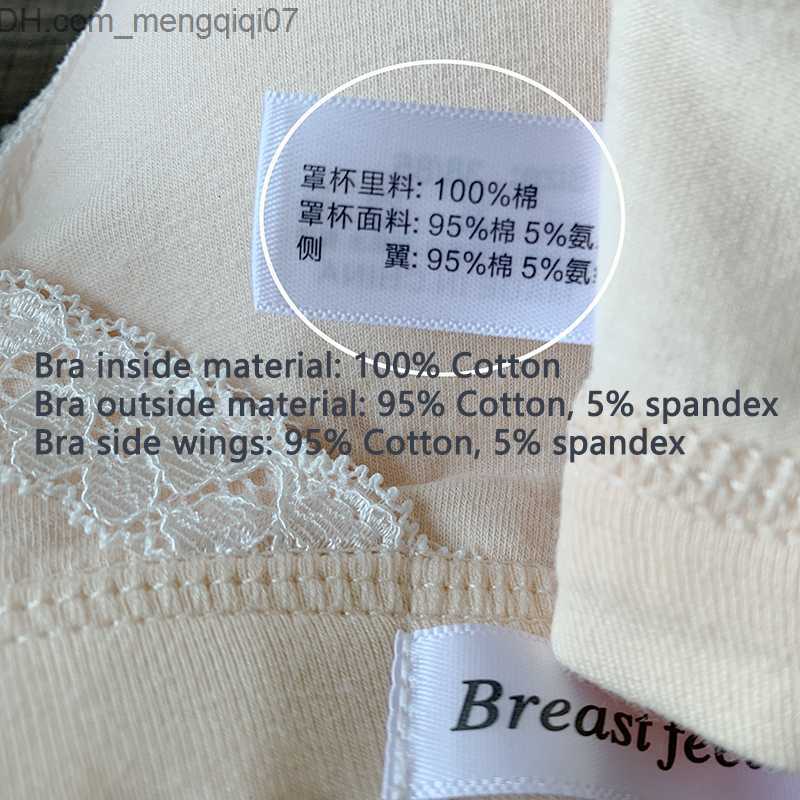 DH.com_mengqiqi07
罩杯里料: 100%棉
罩杯面料: 95%棉 5%氨
侧 翼: 95%棉 5%氨
Bra inside material: 100% Cotton
Bra outside material: 95% Cotton, 5% spandex
Bra side wings: 95% Cotton, 5% spandex
Breast fee